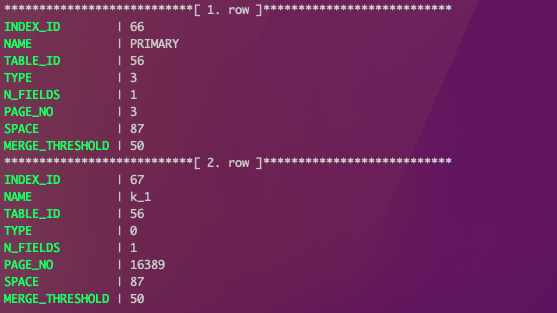 ***************************[ 1. row ]***************************
INDEX_ID | 66
NAME | PRIMARY
TABLE_ID | 56
TYPE | 3
N_FIELDS | 1
PAGE_NO | 3
SPACE | 87
MERGE_THRESHOLD | 50
***************************[ 2. row ]***************************
INDEX_ID | 67
NAME | k_1
TABLE_ID | 56
TYPE | 0
N_FIELDS | 1
PAGE_NO | 16389
SPACE | 87
MERGE_THRESHOLD | 50